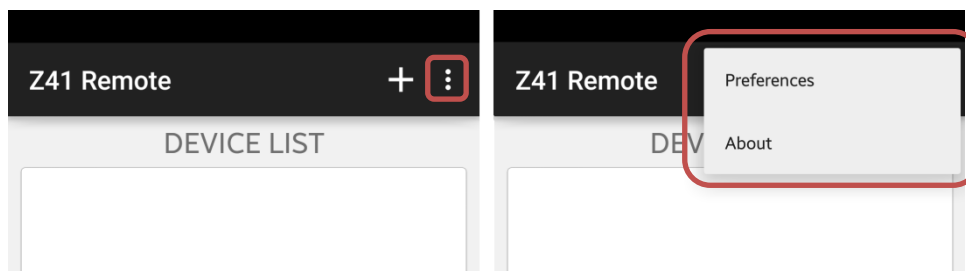 Z41 Remote +
DEVICE LIST
Z41 Remote
Preferences
DEV
About